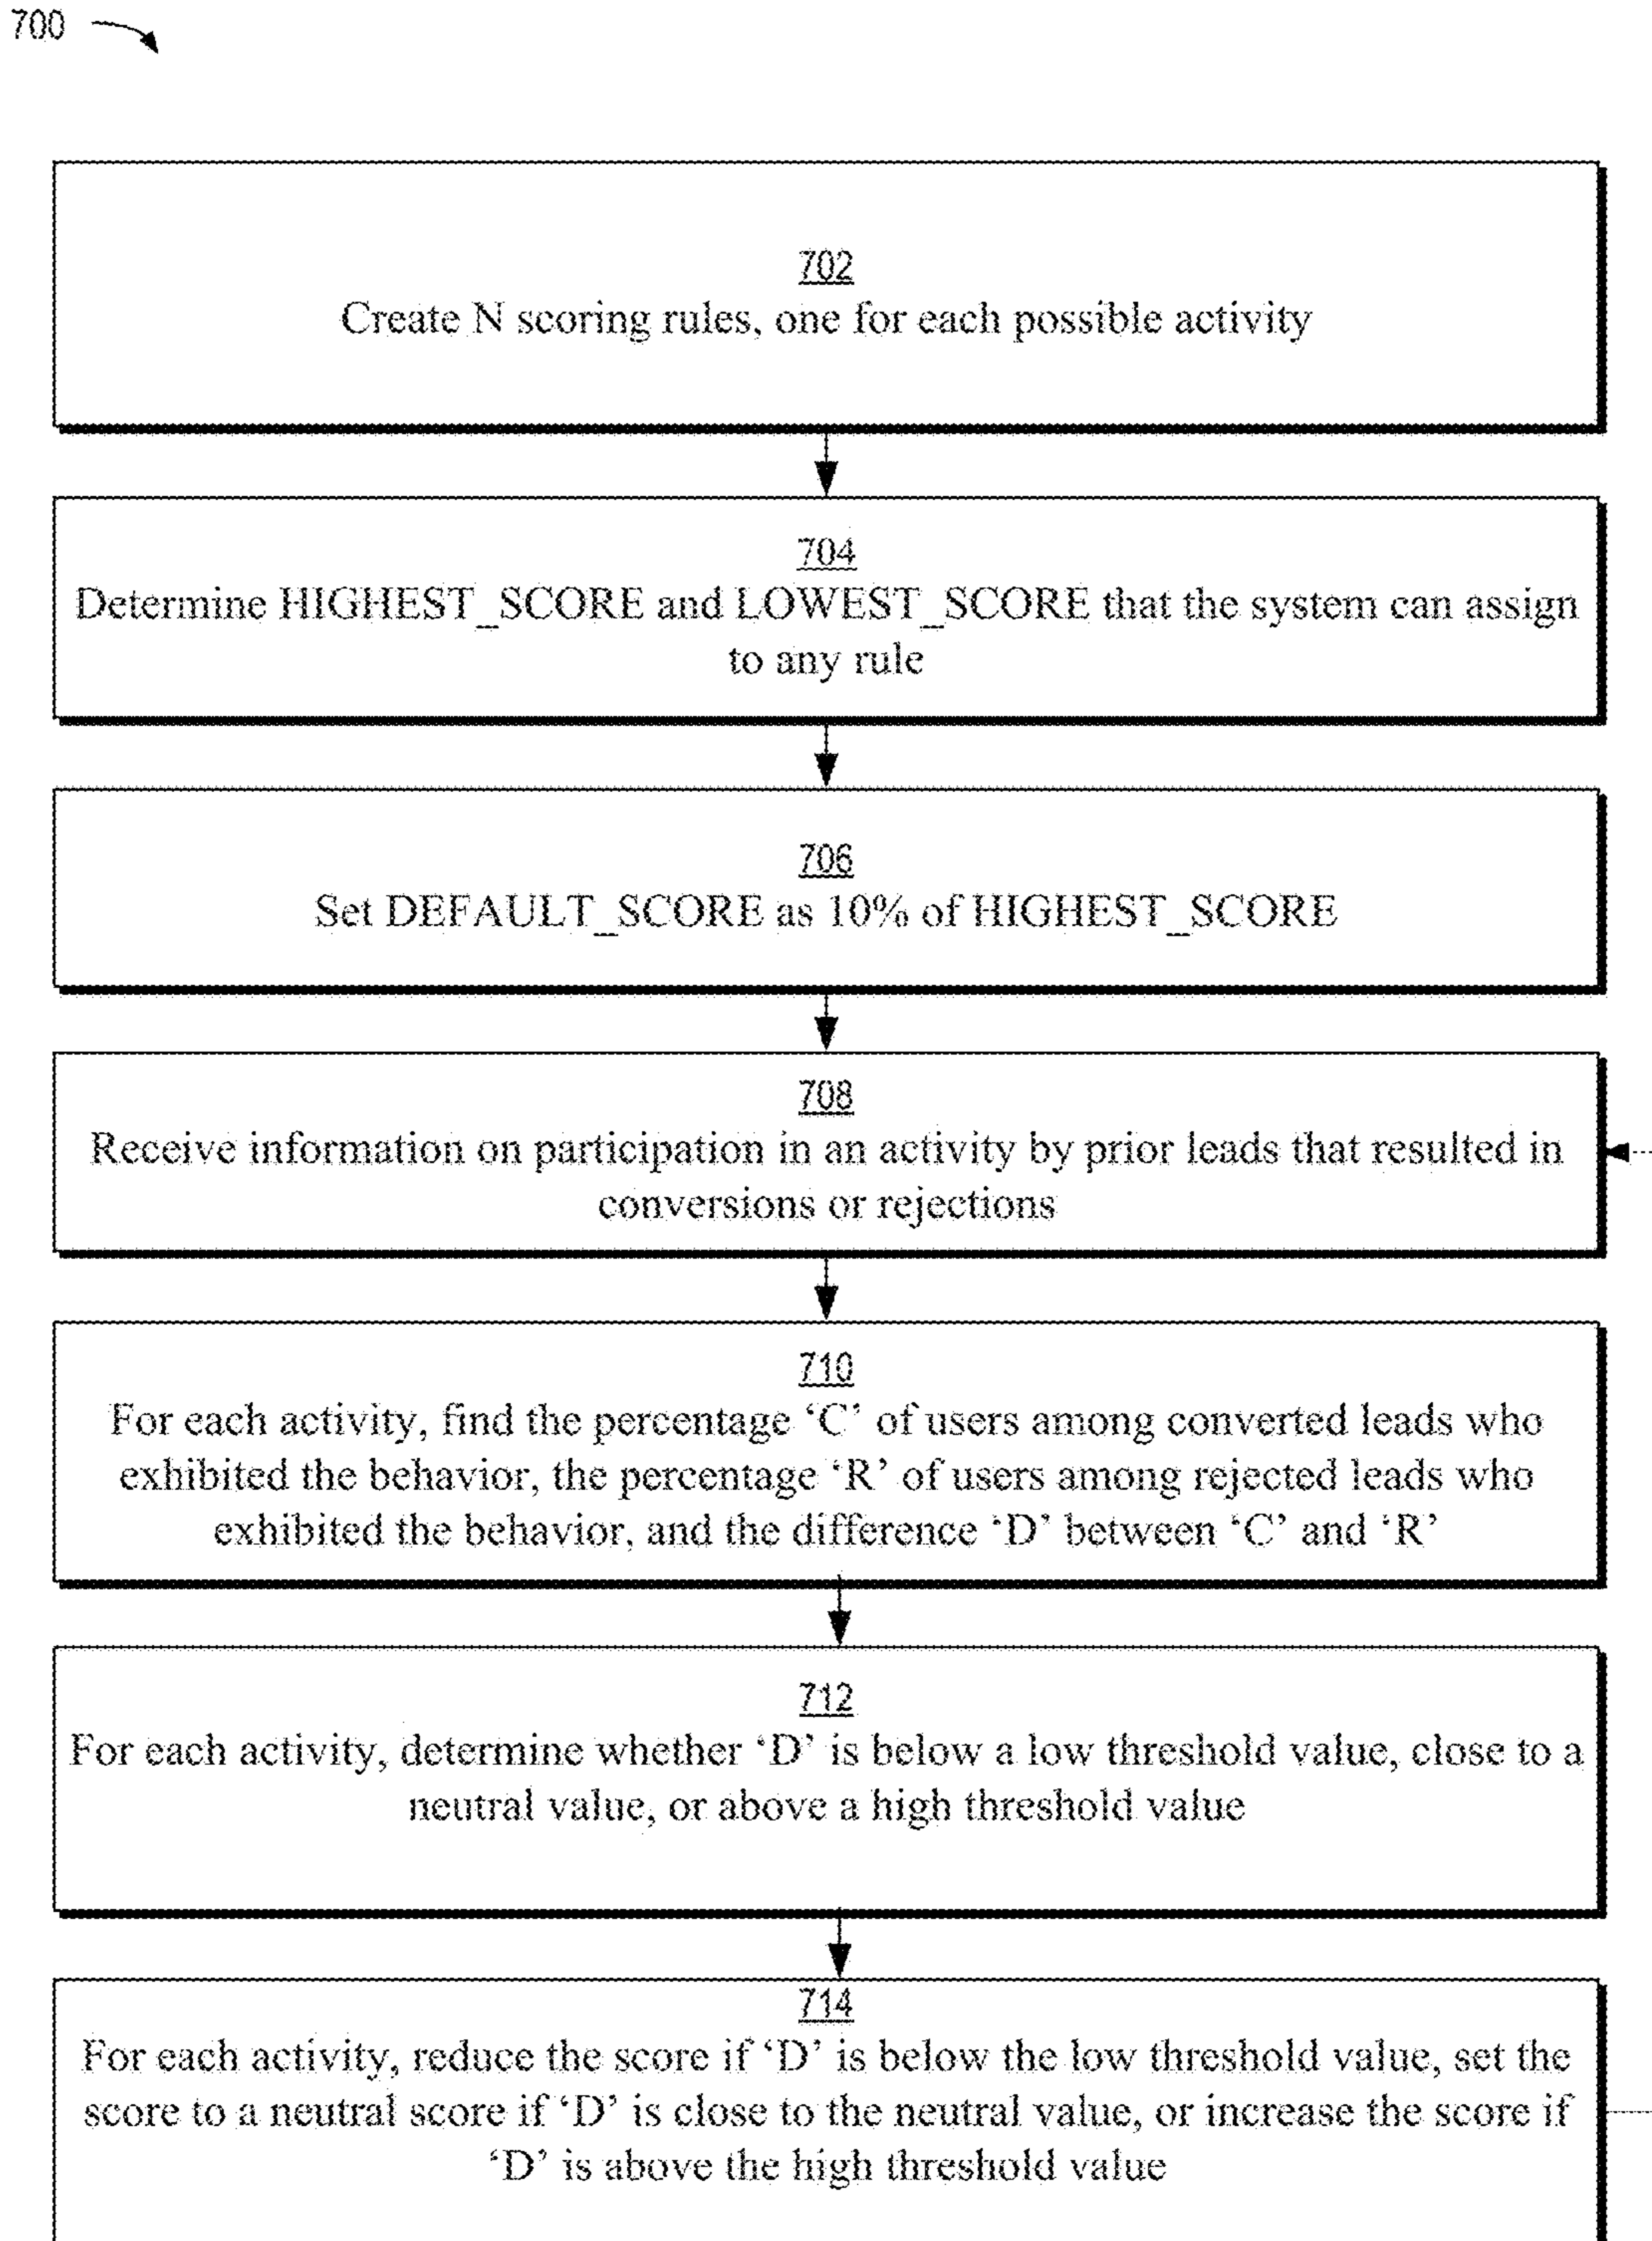 700
702
Create N scoring rules, one for each possible activity
704
Determine HIGHEST_SCORE and LOWEST_SCORE that the system can assign
to any rule
706
Set DEFAULT_SCORE as 10% of HIGHEST_SCORE
708
Receive information on participation in an activity by prior leads that resulted in
conversions or rejections
710
For each activity, find the percentage ‘C’ of users among converted leads who
exhibited the behavior, the percentage ‘R’ of users among rejected leads who
exhibited the behavior, and the difference ‘D’ between ‘C’ and ‘R’
712
For each activity, determine whether ‘D’ is below a low threshold value, close to a
neutral value, or above a high threshold value
714
For each activity, reduce the score if ‘D’ is below the low threshold value, set the
score to a neutral score if ‘D’ is close to the neutral value, or increase the score if
‘D’ is above the high threshold value